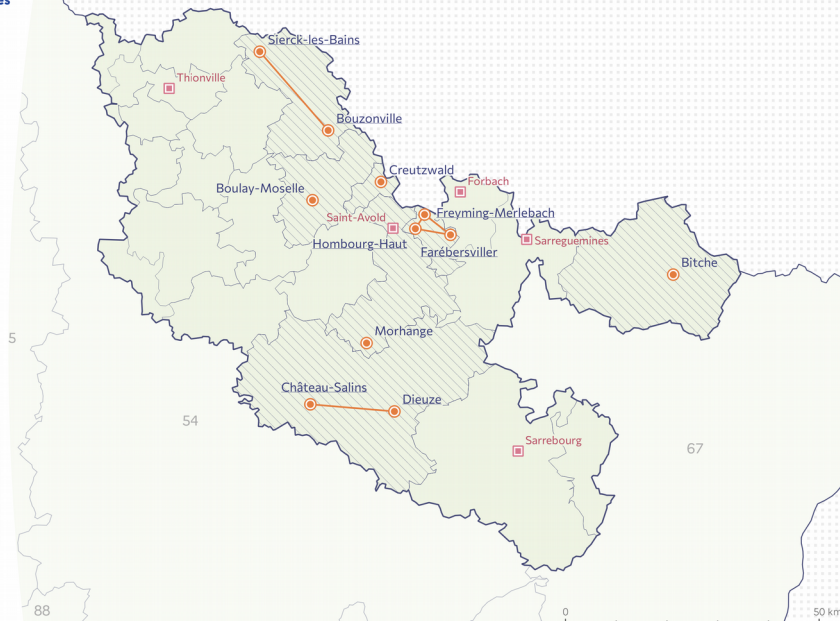 Sierck-les-Bains
Thionville
Bouzonville
Creutzwald
Forbach
Boulay-Moselle
Freyming-Merlebach
Saint-Avold
Sarreguemines
Hombourg-Haut
Farébersviller
Bitche
Morhange
5
Château-Salins
Dieuze
54
Sarrebourg
67
88
0
50 km